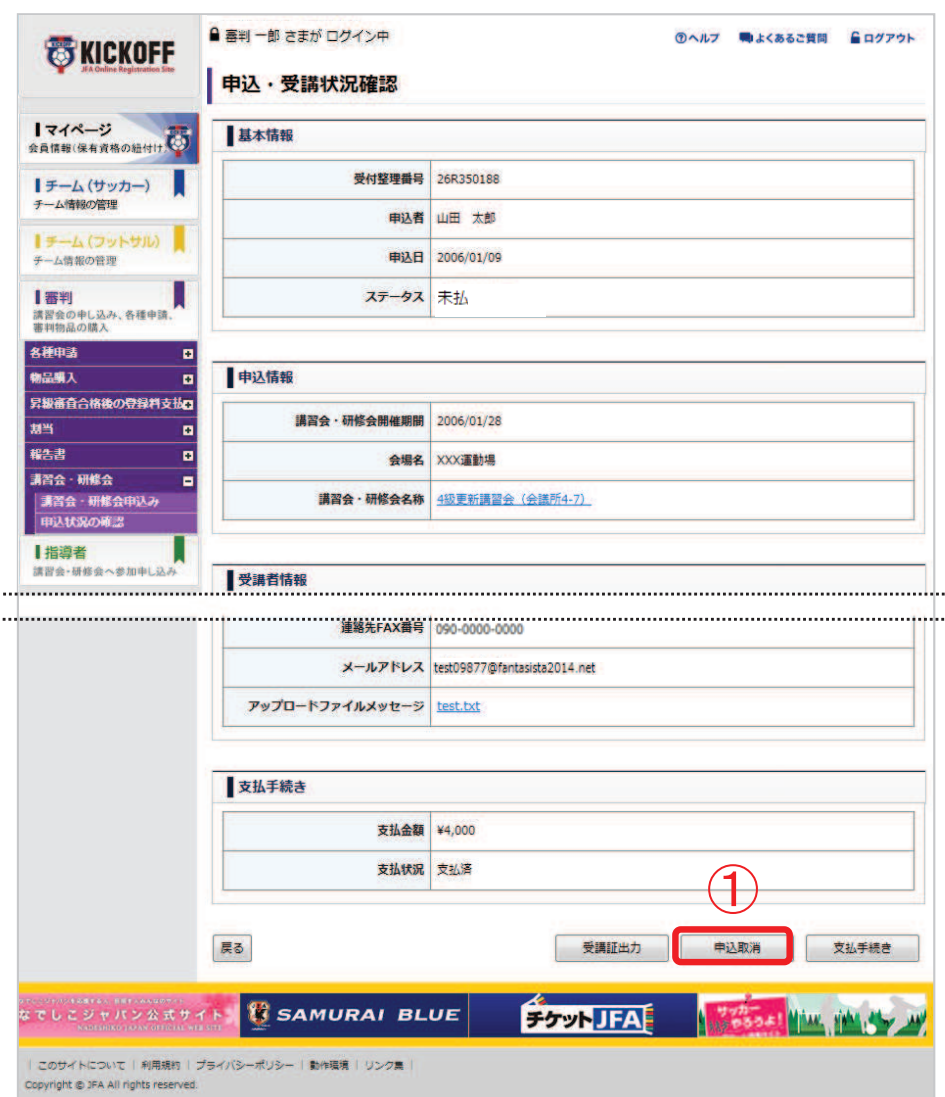 KICKOFF
JFA Online Registration Site
審判 一郎 さまが ログイン中
?ヘルプ よくあるご質問 ログアウト
申込・受講状況確認
マイページ
会員情報(保有資格の紐付け
チーム(サッカー)
チーム情報の管理
チーム(フットサル)
チーム情報の管理
審判
講習会の申し込み、各種申請、
審判物品の購入
各種申請
物品購入
昇級審査合格後の登録料支払
割当
報告書
講習会・研修会
講習会・研修会申込み
申込状況の確認
指導者
講習会・研修会へ参加申し込み
基本情報
受付整理番号 26R350188
申込者 山田 太郎
申込日 2006/01/09
ステータス 未払
申込情報
講習会・研修会開催期間 2006/01/28
会場名 XXX運動場
講習会・研修会名称 4級更新講習会(会議所4-7)
受講者情報
連絡先FAX番号 090-0000-0000
メールアドレス test09877@fantasista2014.net
アップロードファイルメッセージ test.txt
支払手続き
支払金額 ¥4,000
支払状況 支払済
①
戻る 受講証出力 申込取消 支払手続き
なでしこジャパン公式サイト
NADESHIKO JAPAN OFFICIAL WEB SITE
SAMURAI BLUE
チケットJFA
サッカー
やろうよ!
| このサイトについて | 利用規約 | プライバシーポリシー | 動作環境 | リンク集 |
Copyright © JFA All rights reserved.